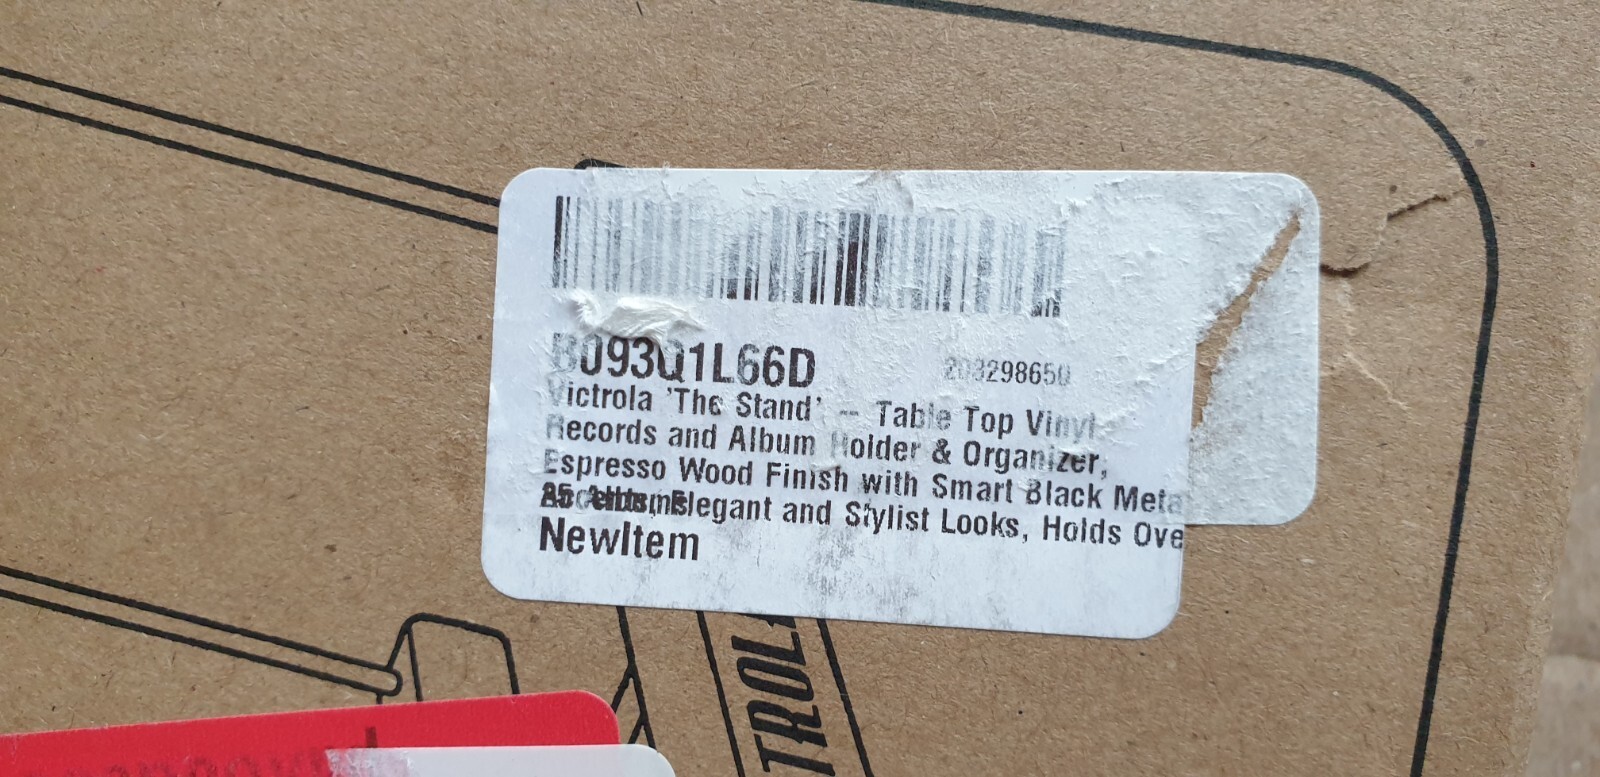 B093Q1L66D
203298650
Victrola 'The Stand' -- Table Top Vinyl
Records and Album Holder & Organizer,
Espresso Wood Finish with Smart Black Meta
Elegant and Stylist Looks, Holds Ove
NewItem
TROLA